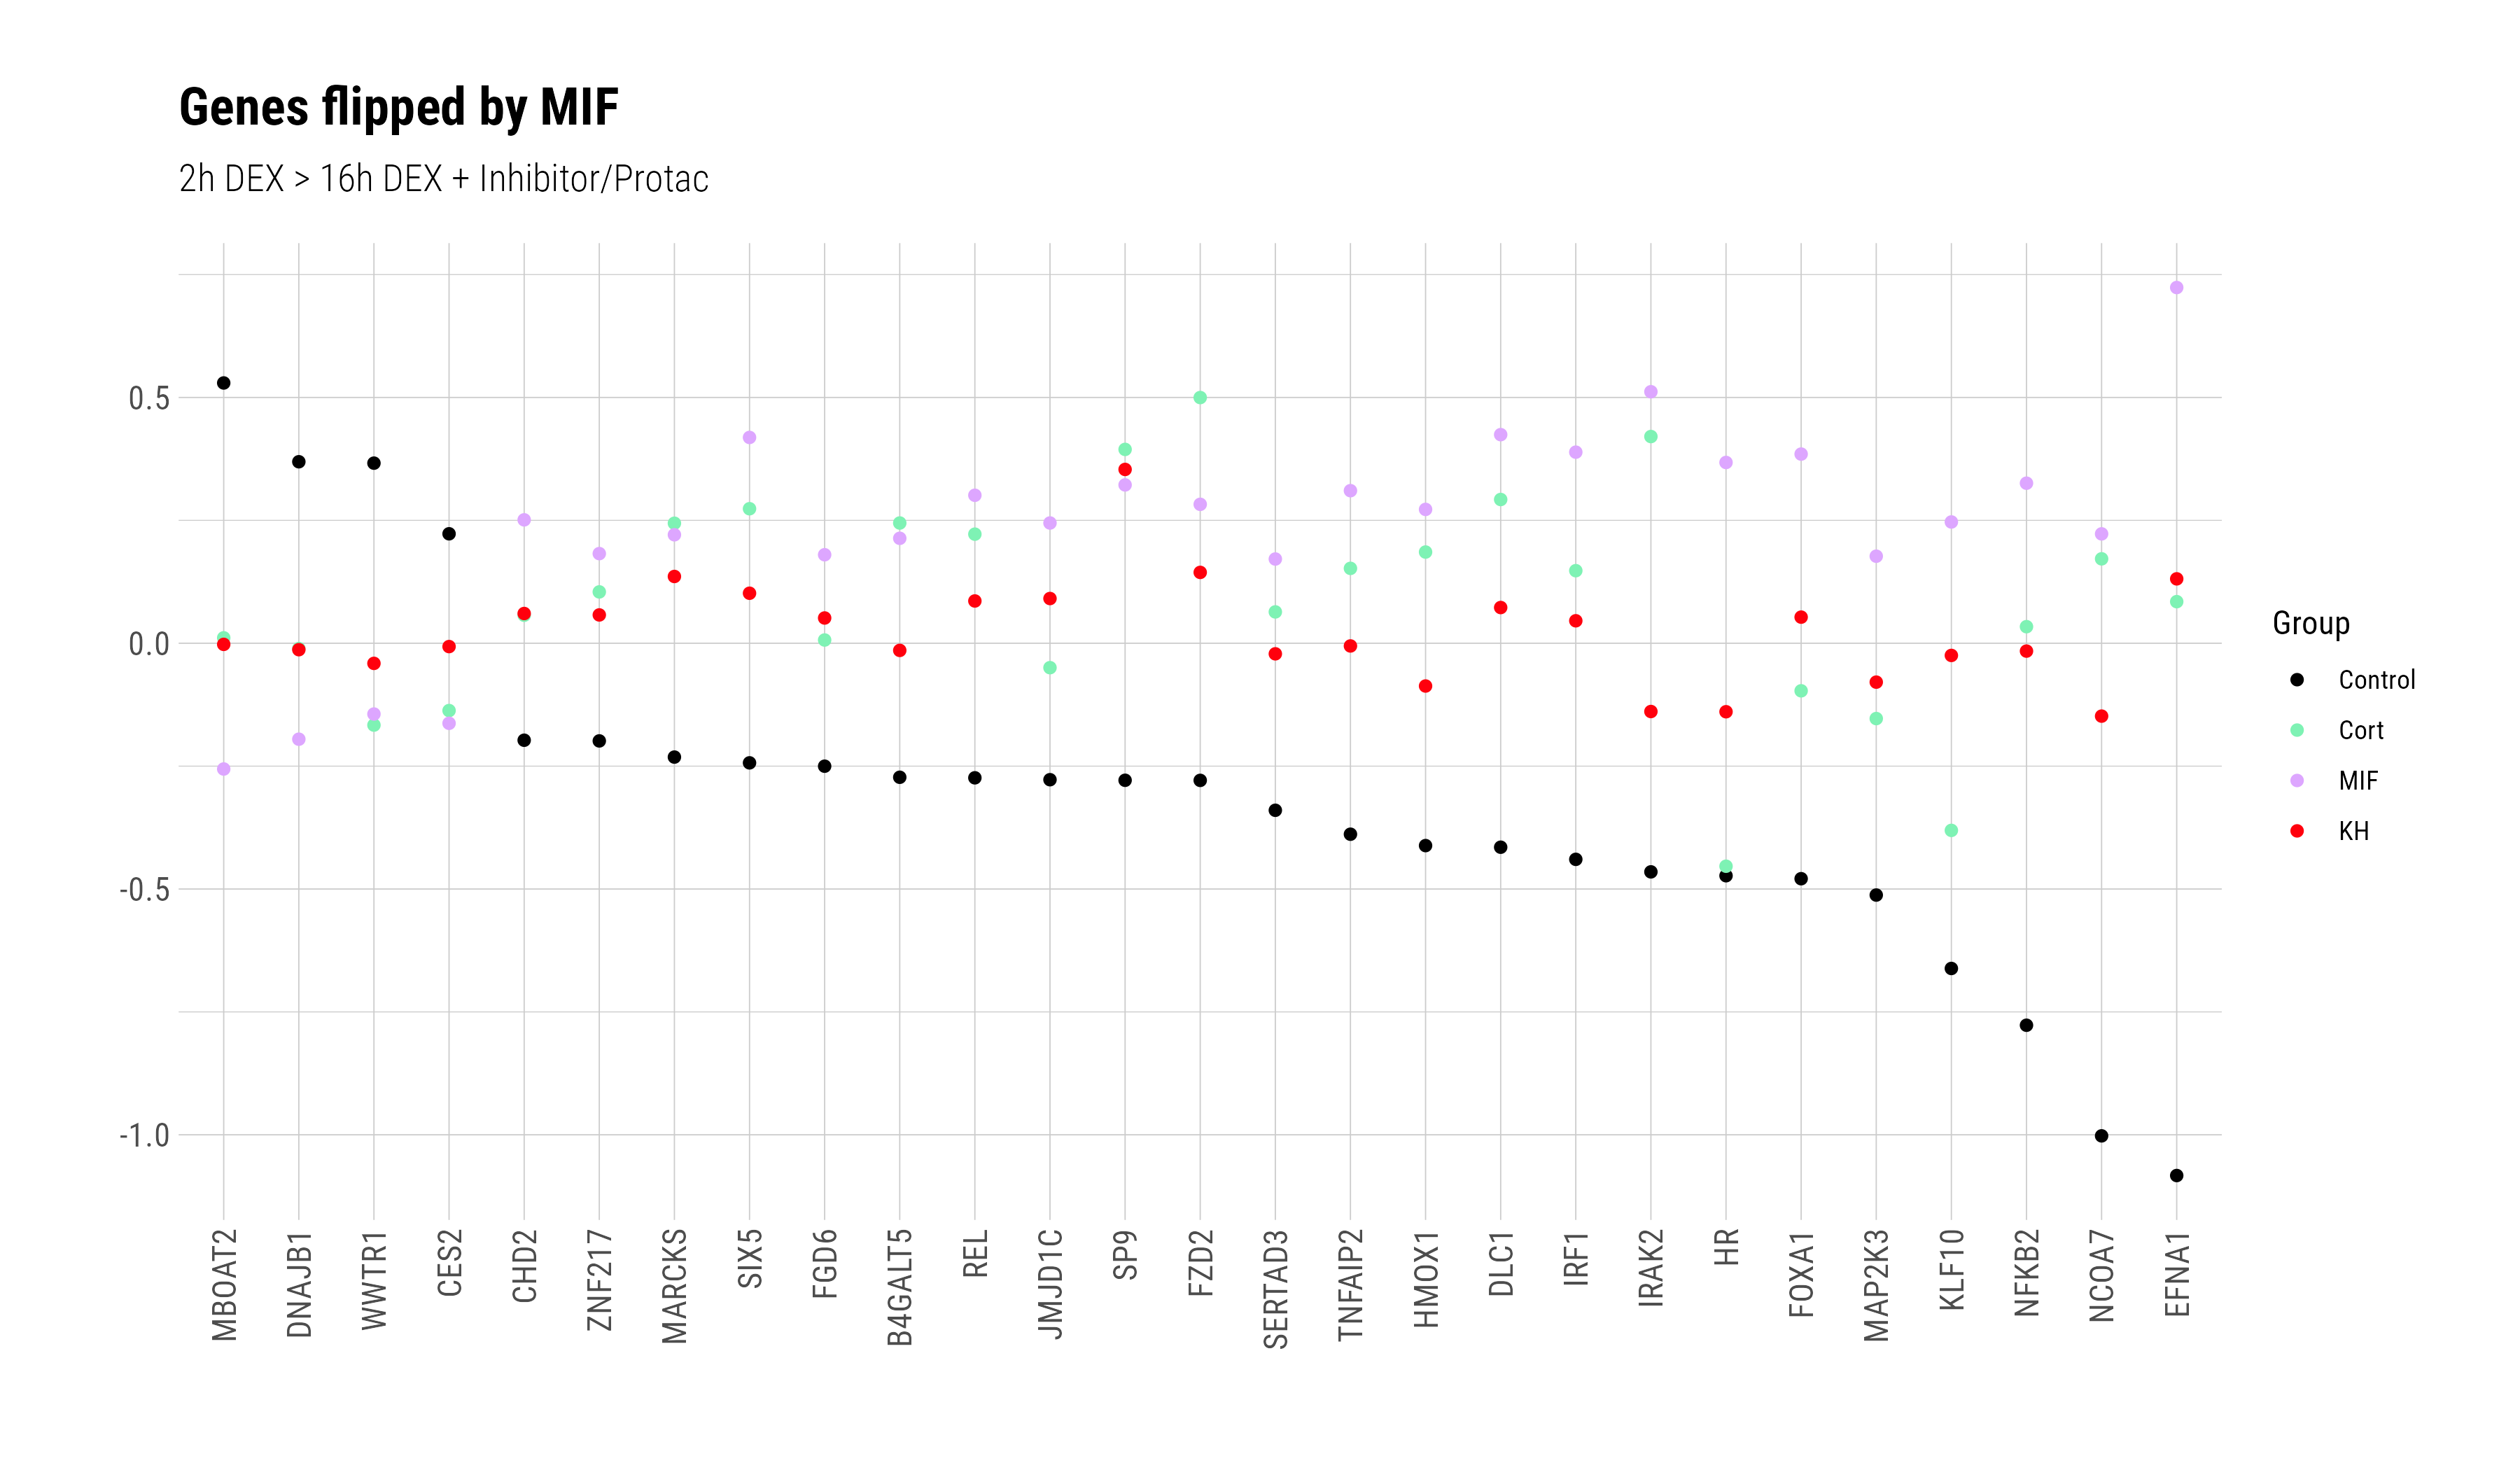 Genes flipped by MIF
2h DEX > 16h DEX + Inhibitor/Protac
0.5
0.0
-0.5
-1.0
MBOAT2
DNAJB1
WWTR1
CES2
CHD2
ZNF217
MARCKS
SIX5
FGD6
B4GALT5
REL
JMJD1C
SP9
FZD2
SERTAD3
TNFAIP2
HMOX1
DLC1
IRF1
IRAK2
HR
FOXA1
MAP2K3
KLF10
NFKB2
NCOA7
EFNA1
Group
Control
Cort
MIF
KH